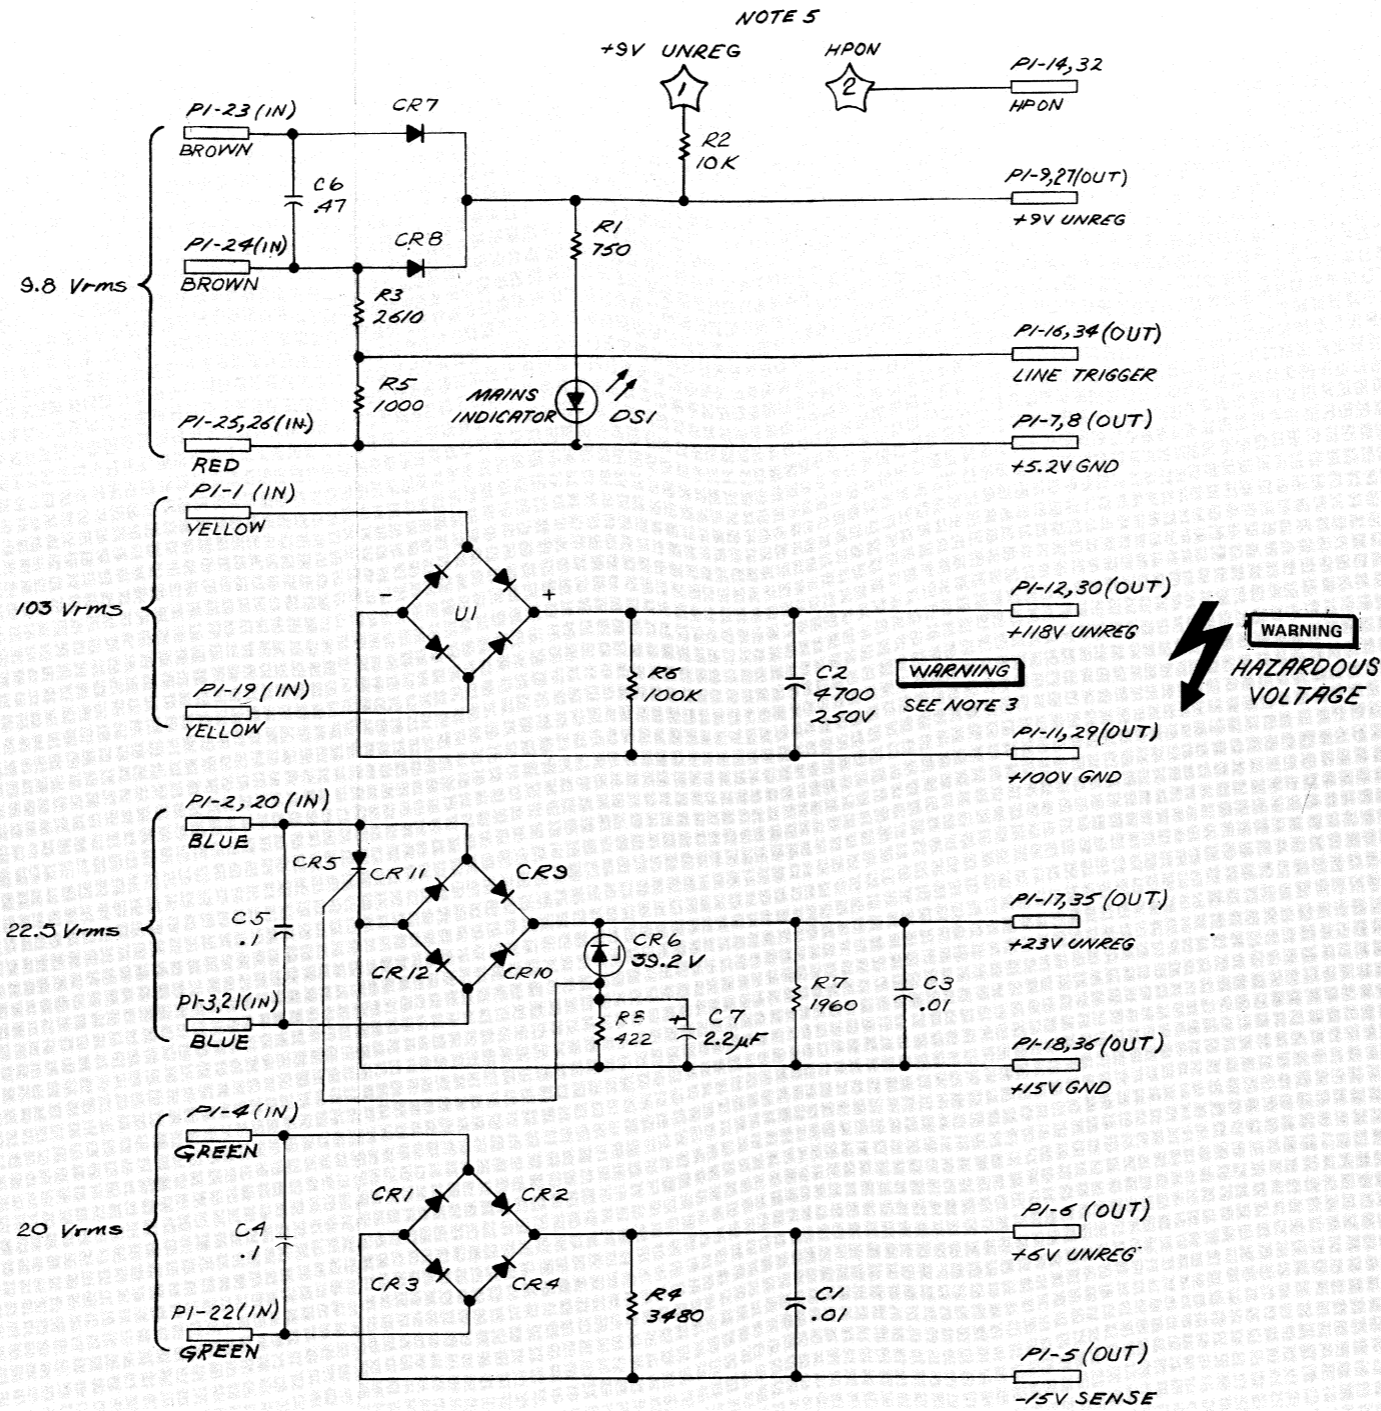 NOTE 5
+9V UNREG
HPON
1
2
P1-14,32
HPON
P1-23(IN)
BROWN
CR7
R2
10K
C6
.47
P1-9,27(OUT)
+9V UNREG
R1
750
P1-24(IN)
BROWN
CR8
9.8 Vrms
R3
2610
P1-16,34(OUT)
LINE TRIGGER
R5
1000
MAINS
INDICATOR
DS1
P1-25,26(IN)
RED
P1-7,8(OUT)
+5.2V GND
P1-1(IN)
YELLOW
103 Vrms
-
+
U1
P1-12,30(OUT)
+118V UNREG
WARNING
HAZARDOUS
VOLTAGE
R6
100K
C2
4700
250V
WARNING
SEE NOTE 3
P1-19(IN)
YELLOW
P1-11,29(OUT)
+100V GND
P1-2,20(IN)
BLUE
CR5
CR11
CR9
22.5 Vrms
C5
.1
CR12
CR10
CR6
39.2V
P1-17,35(OUT)
+23V UNREG
R7
1960
C3
.01
P1-3,21(IN)
BLUE
R8
422
+
C7
2.2µF
P1-18,36(OUT)
+15V GND
P1-4(IN)
GREEN
20 Vrms
C4
.1
CR1
CR2
CR3
CR4
P1-6(OUT)
+6V UNREG
R4
3480
C1
.01
P1-22(IN)
GREEN
P1-5(OUT)
-15V SENSE